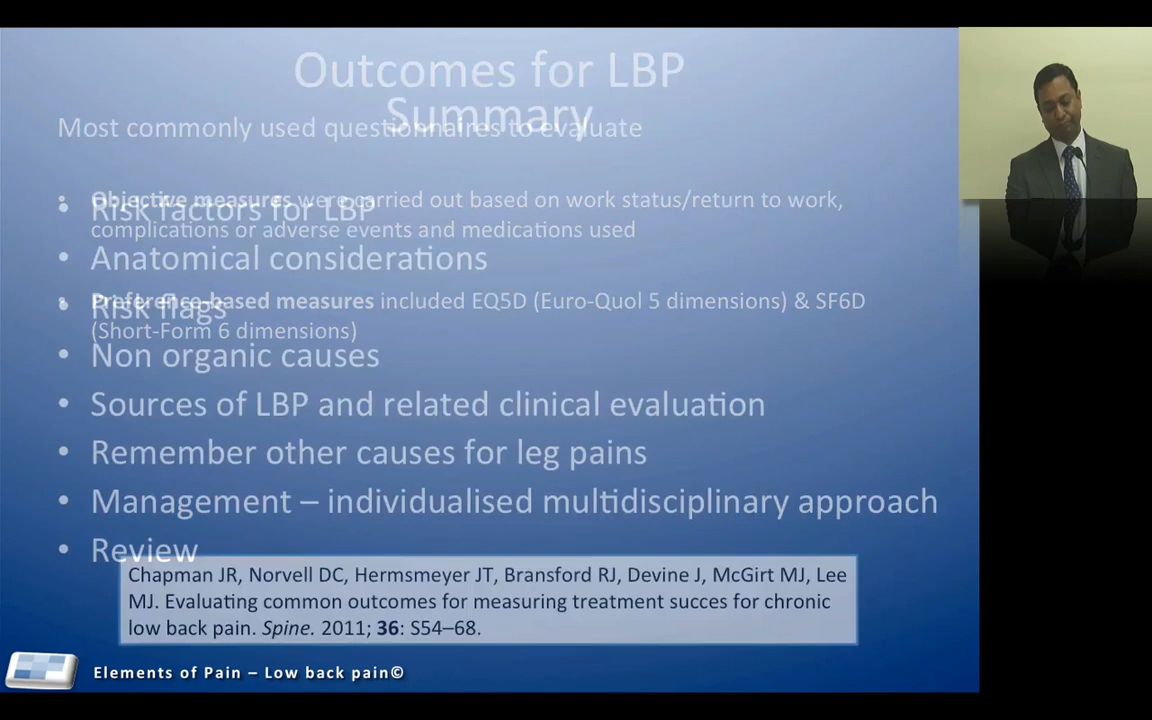 Outcomes for LBP
Summary
Most commonly used questionnaires to evaluate
• Objective measures were carried out based on work status/return to work,
complications or adverse events and medications used
• Risk factors for LBP
• Anatomical considerations
• Preference-based measures included EQ5D (Euro-Quol 5 dimensions) & SF6D
(Short-Form 6 dimensions)
• Risk flags
• Non organic causes
• Sources of LBP and related clinical evaluation
• Remember other causes for leg pains
• Management – individualised multidisciplinary approach
• Review
Chapman JR, Norvell DC, Hermsmeyer JT, Bransford RJ, Devine J, McGirt MJ, Lee
MJ. Evaluating common outcomes for measuring treatment succes for chronic
low back pain. Spine. 2011; 36: S54–68.
Elements of Pain – Low back pain©